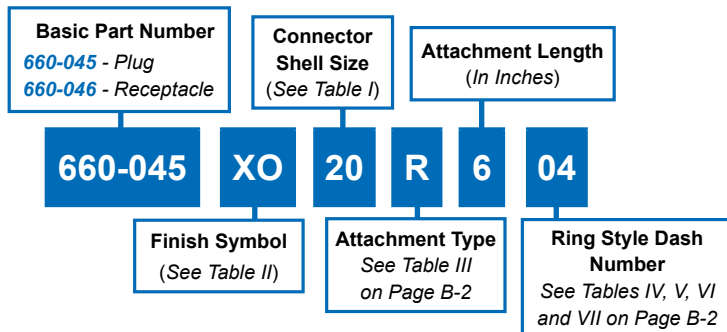 Basic Part Number
660-045 - Plug
660-046 - Receptacle
Connector
Shell Size
(See Table I)
Attachment Length
(In Inches)
660-045 XO 20 R 6 04
Finish Symbol
(See Table II)
Attachment Type
See Table III
on Page B-2
Ring Style Dash
Number
See Tables IV, V, VI
and VII on Page B-2